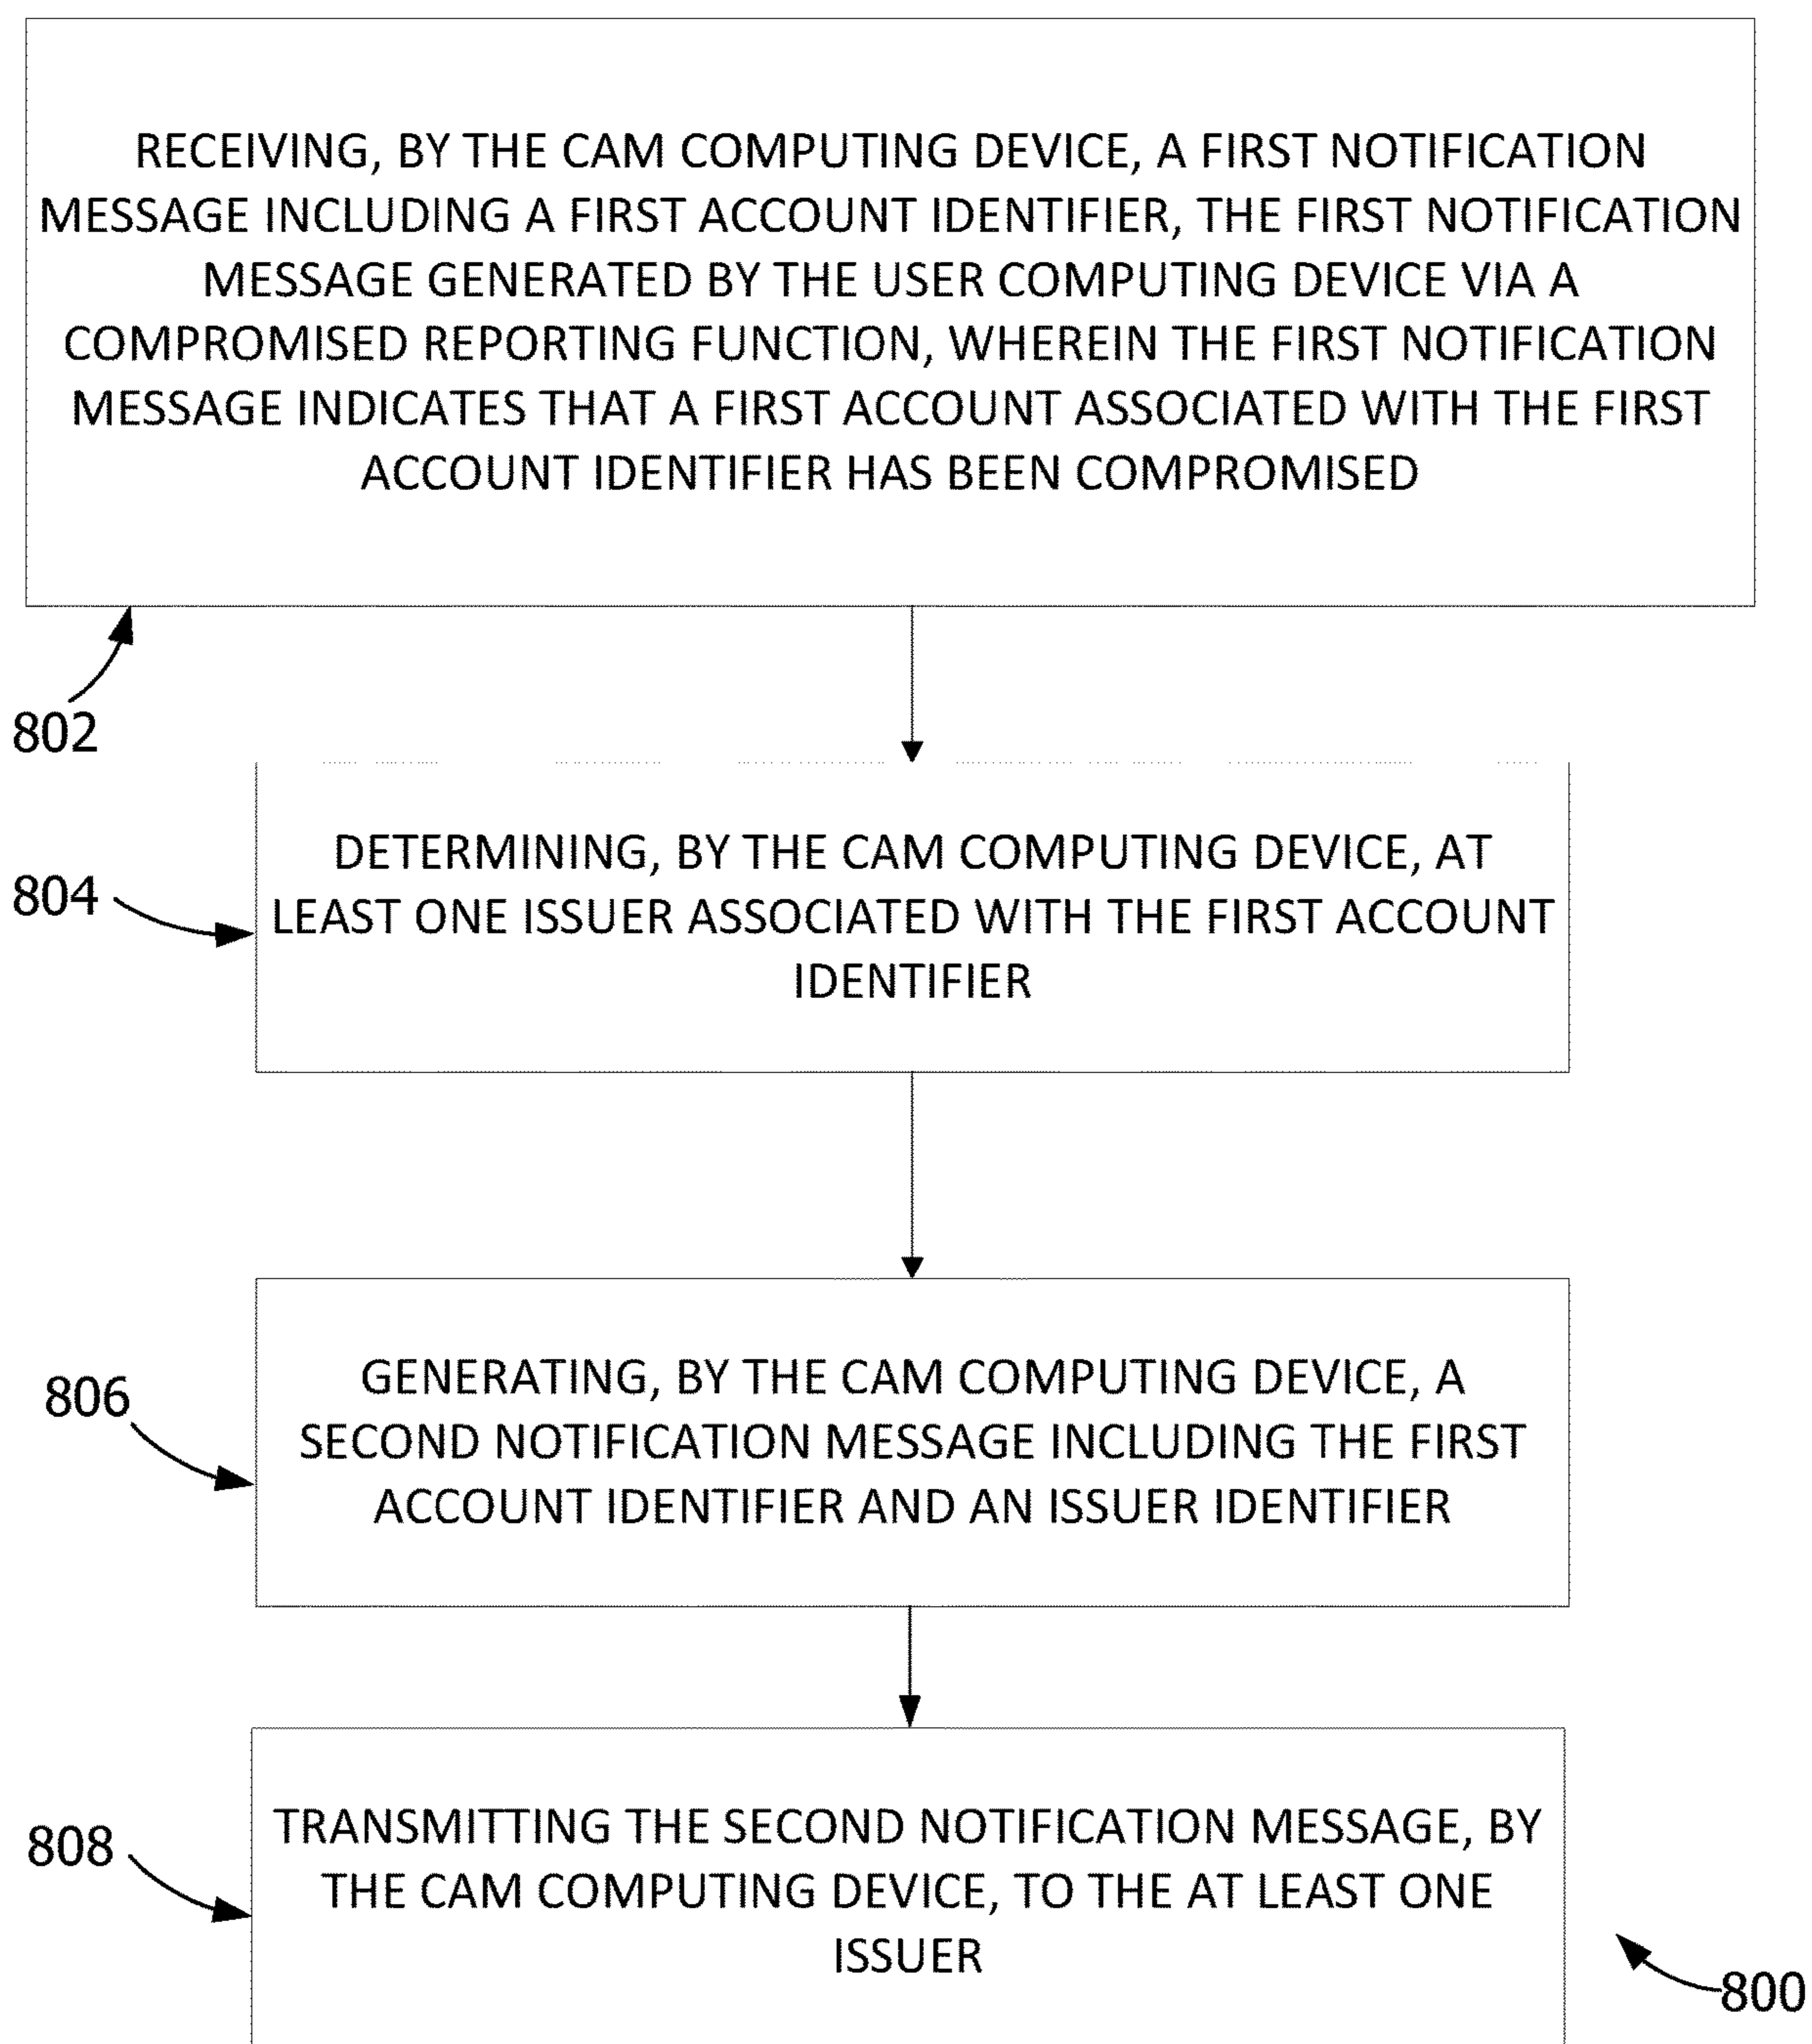 RECEIVING, BY THE CAM COMPUTING DEVICE, A FIRST NOTIFICATION
MESSAGE INCLUDING A FIRST ACCOUNT IDENTIFIER, THE FIRST NOTIFICATION
MESSAGE GENERATED BY THE USER COMPUTING DEVICE VIA A
COMPROMISED REPORTING FUNCTION, WHEREIN THE FIRST NOTIFICATION
MESSAGE INDICATES THAT A FIRST ACCOUNT ASSOCIATED WITH THE FIRST
ACCOUNT IDENTIFIER HAS BEEN COMPROMISED
802
DETERMINING, BY THE CAM COMPUTING DEVICE, AT
LEAST ONE ISSUER ASSOCIATED WITH THE FIRST ACCOUNT
IDENTIFIER
804
GENERATING, BY THE CAM COMPUTING DEVICE, A
SECOND NOTIFICATION MESSAGE INCLUDING THE FIRST
ACCOUNT IDENTIFIER AND AN ISSUER IDENTIFIER
806
TRANSMITTING THE SECOND NOTIFICATION MESSAGE, BY
THE CAM COMPUTING DEVICE, TO THE AT LEAST ONE
ISSUER
808
800